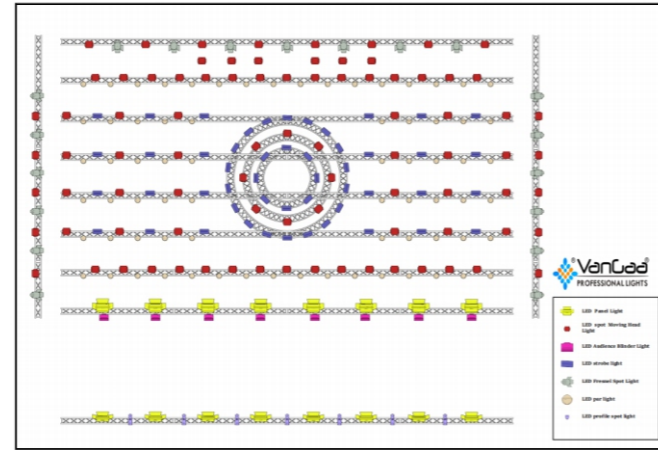 VanGaa®
PROFESSIONAL LIGHTS
LED Panel Light
LED spot Moving Head
Light
LED Audience Blinder Light
LED strobe light
LED Fresnel Spot Light
LED par light
LED profile spot light